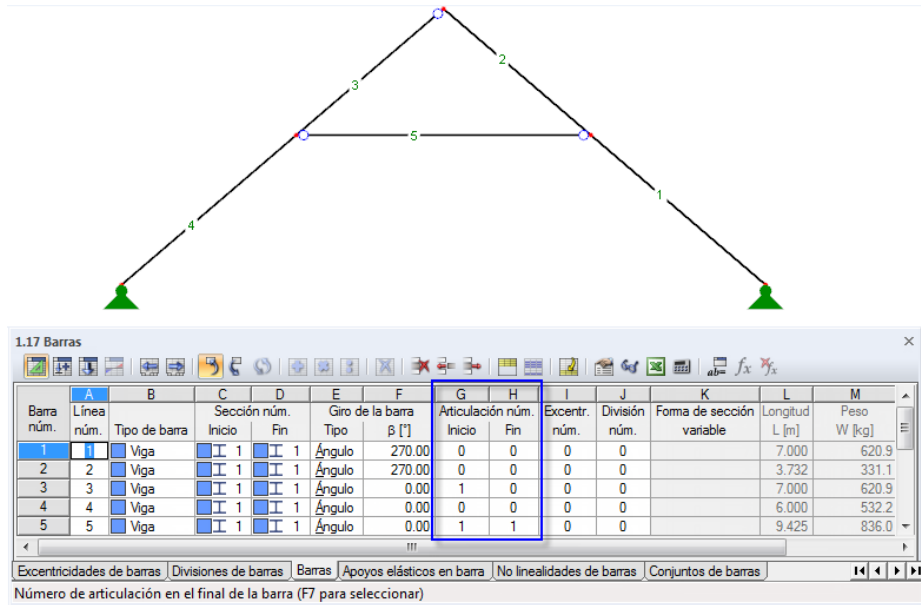 3
2
5
4
1
1.17 Barras
ab= fx fx
A B C D E F G H I J K L M
Barra Línea Sección núm. Giro de la barra Articulación núm. Excentr. División Forma de sección Longitud Peso
núm. núm. Tipo de barra Inicio Fin Tipo β [°] Inicio Fin núm. núm. variable L [m] W [kg]
1 1 Viga 1 1 Ángulo 270.00 0 0 0 0 7.000 620.9
2 2 Viga 1 1 Ángulo 270.00 0 0 0 0 3.732 331.1
3 3 Viga 1 1 Ángulo 0.00 1 0 0 0 7.000 620.9
4 4 Viga 1 1 Ángulo 0.00 0 0 0 0 6.000 532.2
5 5 Viga 1 1 Ángulo 0.00 1 1 0 0 9.425 836.0
Excentricidades de barras Divisiones de barras Barras Apoyos elásticos en barra No linealidades de barras Conjuntos de barras
Número de articulación en el final de la barra (F7 para seleccionar)